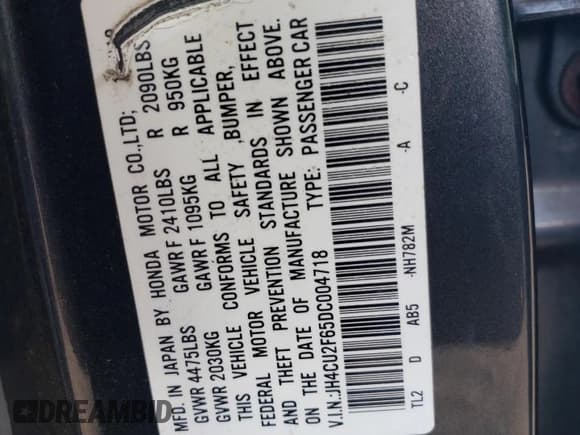 MFD. IN JAPAN BY HONDA MOTOR CO.,LTD;
GVWR 4475LBS GAWR F 2410LBS R 2090LBS
GVWR 2030KG GAWR F 1095KG R 950KG
THIS VEHICLE CONFORMS TO ALL APPLICABLE
FEDERAL MOTOR VEHICLE SAFETY ,BUMPER,
AND THEFT PREVENTION STANDARDS IN EFFECT
ON THE DATE OF MANUFACTURE SHOWN ABOVE.
V.I.N.:JH4CU2F65DC004718 TYPE: PASSENGER CAR
TL2 D AB5 -NH782M -A -C
DREAMBID.COM